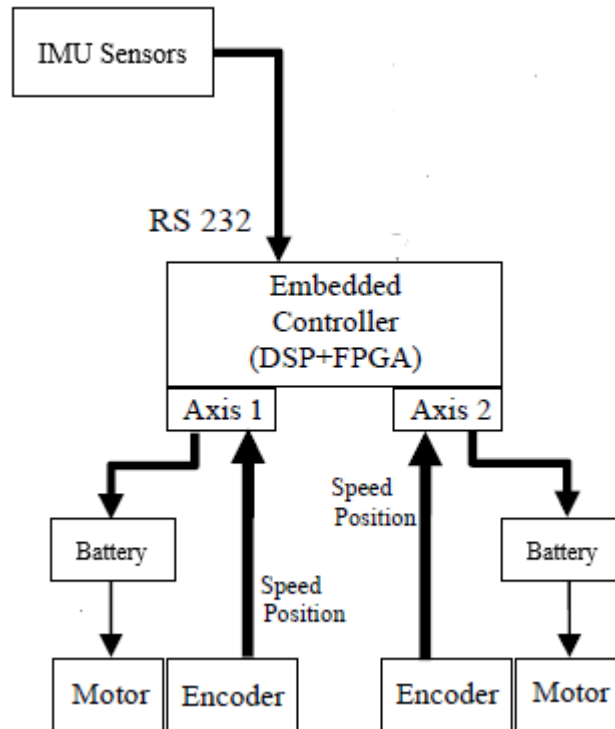 IMU Sensors
RS 232
Embedded
Controller
(DSP+FPGA)
Axis 1
Axis 2
Speed
Position
Battery
Speed
Position
Battery
Motor
Encoder
Encoder
Motor